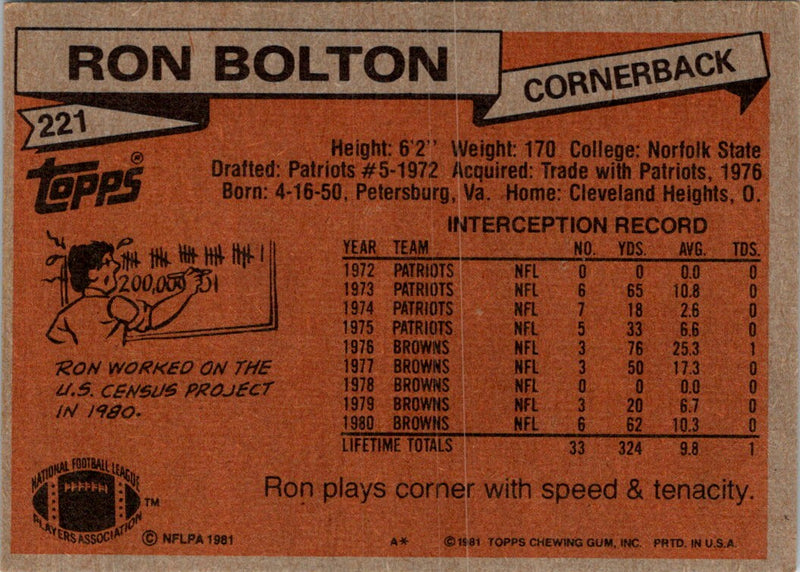 RON BOLTON
CORNERBACK
221
TOPPS®
Height: 6'2" Weight: 170 College: Norfolk State
Drafted: Patriots #5-1972 Acquired: Trade with Patriots, 1976
Born: 4-16-50, Petersburg, Va. Home: Cleveland Heights, O.
INTERCEPTION RECORD
YEAR TEAM NO. YDS. AVG. TDS.
1972 PATRIOTS NFL 0 0 0.0 0
1973 PATRIOTS NFL 6 65 10.8 0
1974 PATRIOTS NFL 7 18 2.6 0
1975 PATRIOTS NFL 5 33 6.6 0
1976 BROWNS NFL 3 76 25.3 1
1977 BROWNS NFL 3 50 17.3 0
1978 BROWNS NFL 0 0 0.0 0
1979 BROWNS NFL 3 20 6.7 0
1980 BROWNS NFL 6 62 10.3 0
LIFETIME TOTALS 33 324 9.8 1
200,000
RON WORKED ON THE
U.S. CENSUS PROJECT
IN 1980.
NATIONAL FOOTBALL LEAGUE
PLAYERS ASSOCIATION
TM
Ron plays corner with speed & tenacity.
© NFLPA 1981
A*
© 1981 TOPPS CHEWING GUM, INC. PRTD. IN U.S.A.